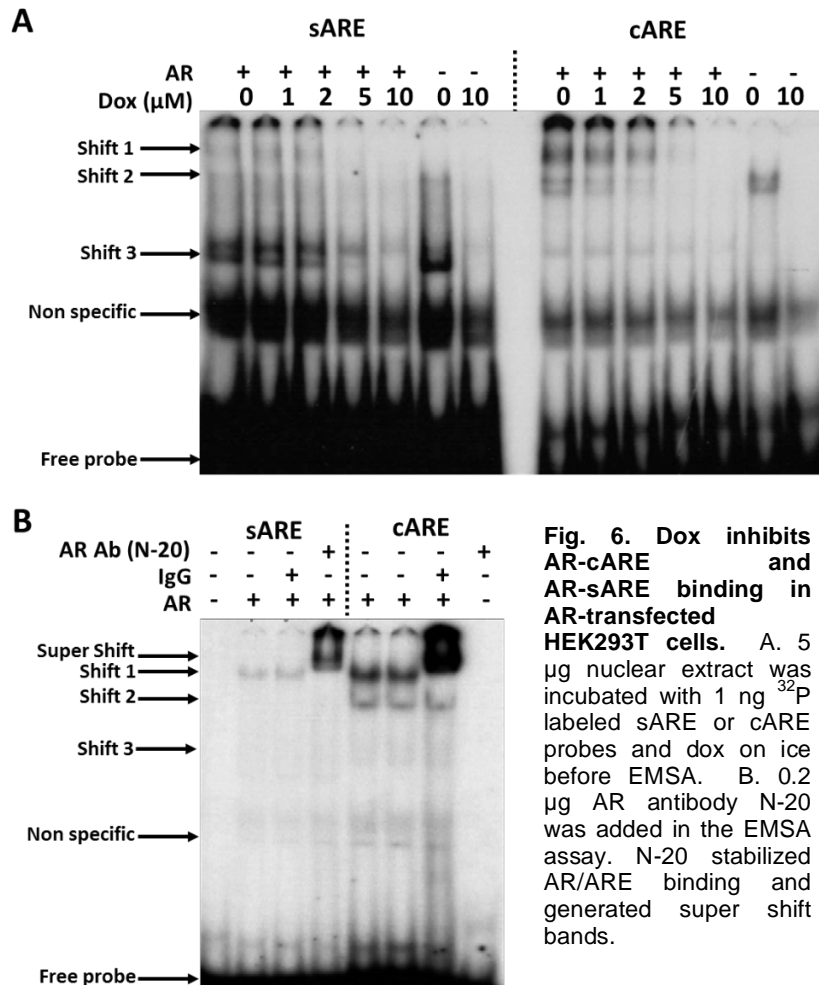 A
sARE
cARE
AR + + + + + - - + + + + + - -
Dox (µM) 0 1 2 5 10 0 10 0 1 2 5 10 0 10
Shift 1
Shift 2
Shift 3
Non specific
Free probe
B
sARE
cARE
AR Ab (N-20) - - - + - - - +
IgG - - + - - - + -
AR - + + + + + + -
Super Shift
Shift 1
Shift 2
Shift 3
Non specific
Free probe
Fig. 6. Dox inhibits
AR-cARE and
AR-sARE binding in
AR-transfected
HEK293T cells. A. 5
µg nuclear extract was
incubated with 1 ng ³²P
labeled sARE or cARE
probes and dox on ice
before EMSA. B. 0.2
µg AR antibody N-20
was added in the EMSA
assay. N-20 stabilized
AR/ARE binding and
generated super shift
bands.